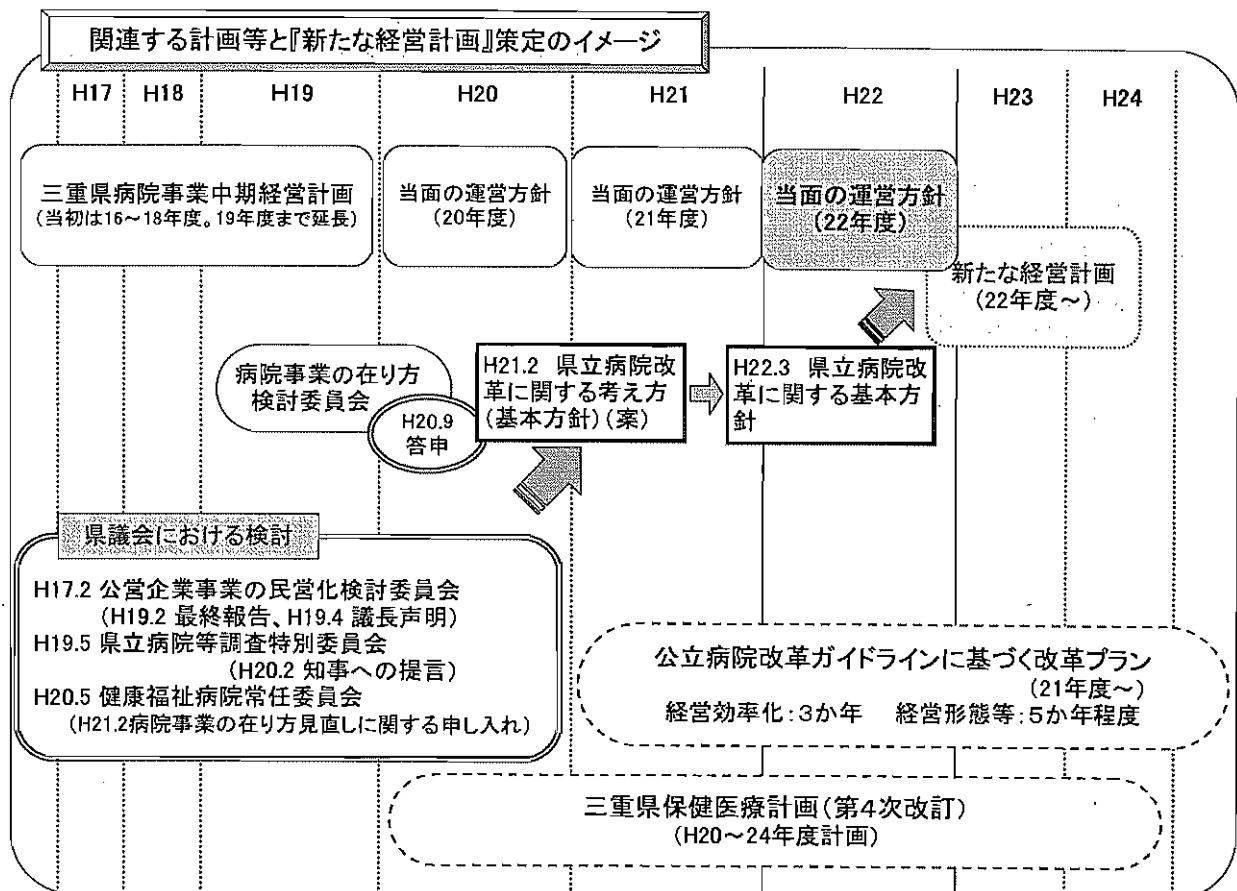 関連する計画等と『新たな経営計画』策定のイメージ
H17 H18 H19 H20 H21 H22 H23 H24
三重県病院事業中期経営計画
(当初は16～18年度。19年度まで延長)
当面の運営方針
(20年度)
当面の運営方針
(21年度)
当面の運営方針
(22年度)
新たな経営計画
(22年度～)
病院事業の在り方
検討委員会
H20.9
答申
H21.2 県立病院改
革に関する考え方
(基本方針)(案)
H22.3 県立病院改
革に関する基本方
針
県議会における検討
H17.2 公営企業事業の民営化検討委員会
(H19.2 最終報告、H19.4 議長声明)
H19.5 県立病院等調査特別委員会
(H20.2 知事への提言)
H20.5 健康福祉病院常任委員会
(H21.2病院事業の在り方見直しに関する申し入れ)
公立病院改革ガイドラインに基づく改革プラン
(21年度～)
経営効率化:3か年 経営形態等:5か年程度
三重県保健医療計画(第4次改訂)
(H20～24年度計画)